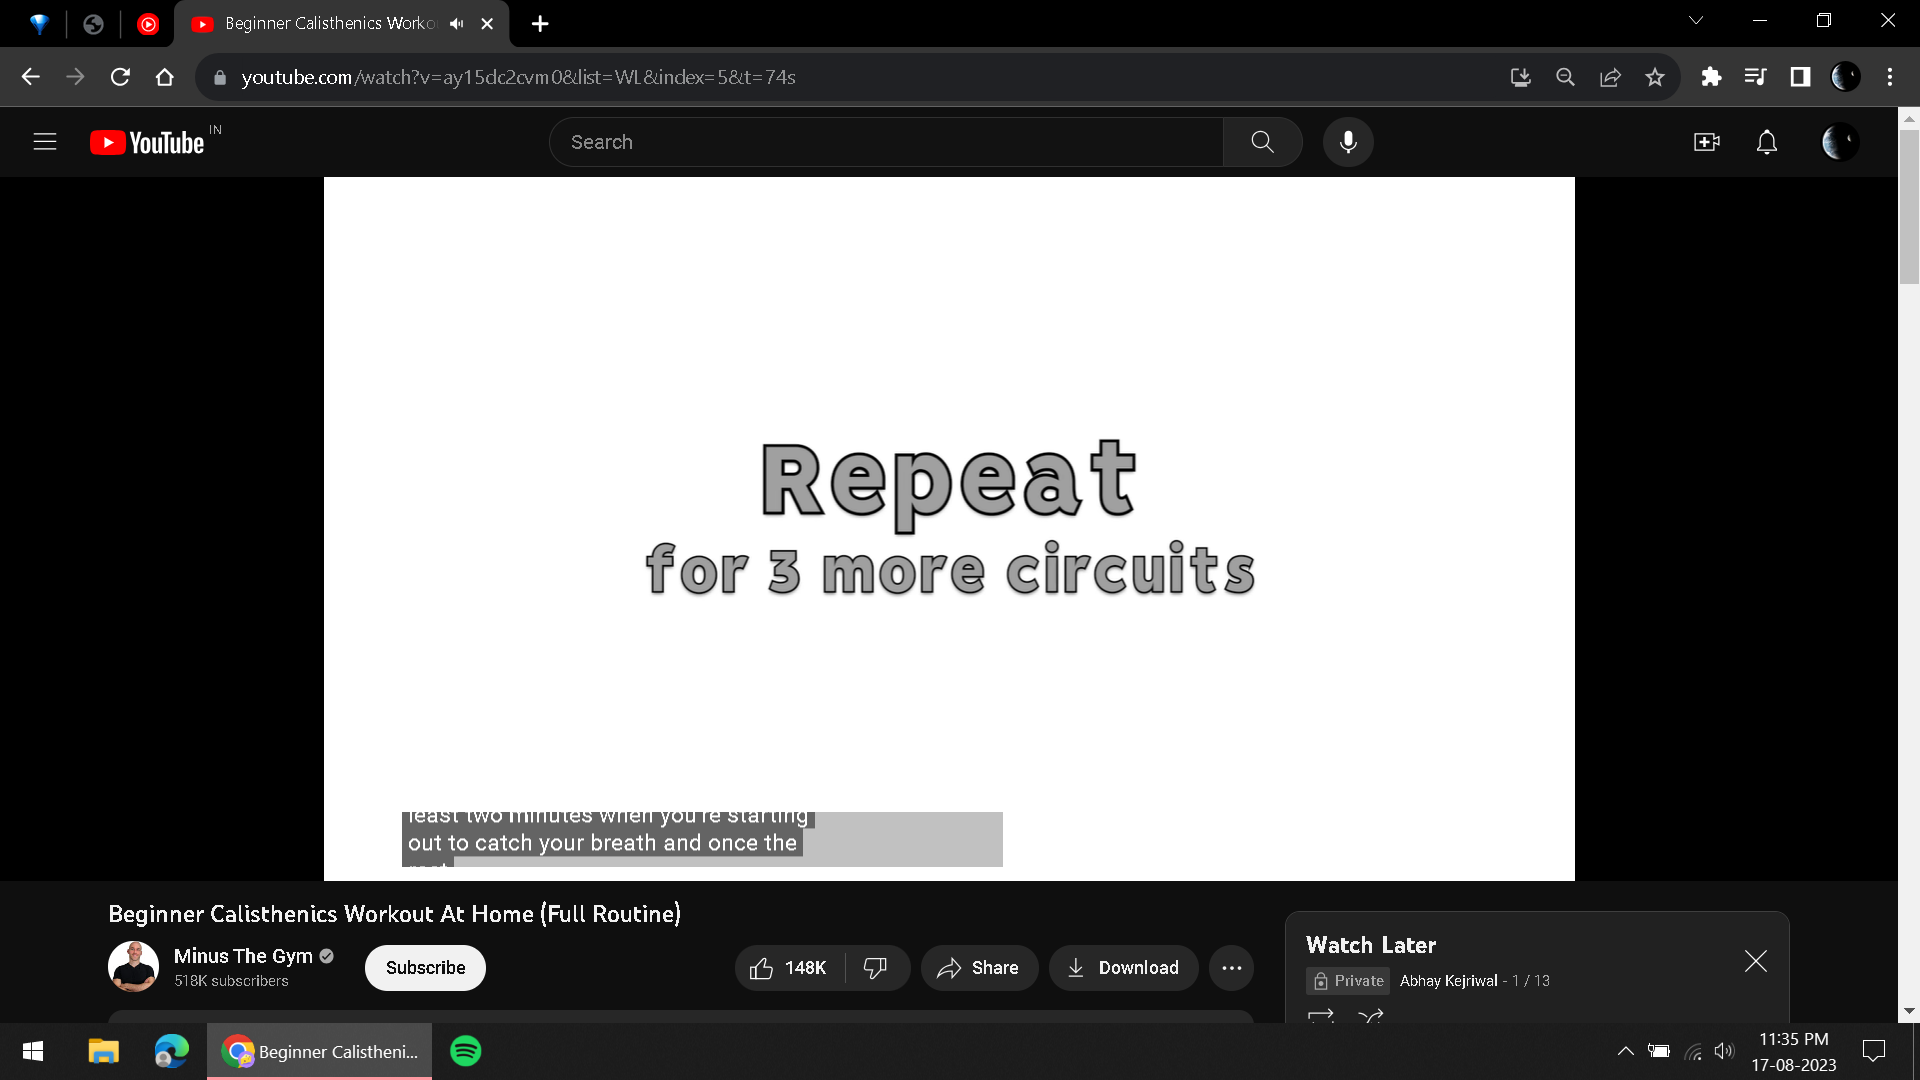 Beginner Calisthenics Worko
youtube.com/watch?v=ay15dc2cvm0&list=WL&index=5&t=74s
YouTube IN
Search
Repeat
for 3 more circuits
least two minutes when you're starting
out to catch your breath and once the
Beginner Calisthenics Workout At Home (Full Routine)
Minus The Gym
518K subscribers
Subscribe
148K
Share
Download
Watch Later
Private Abhay Kejriwal - 1 / 13
Beginner Calistheni...
11:35 PM
17-08-2023